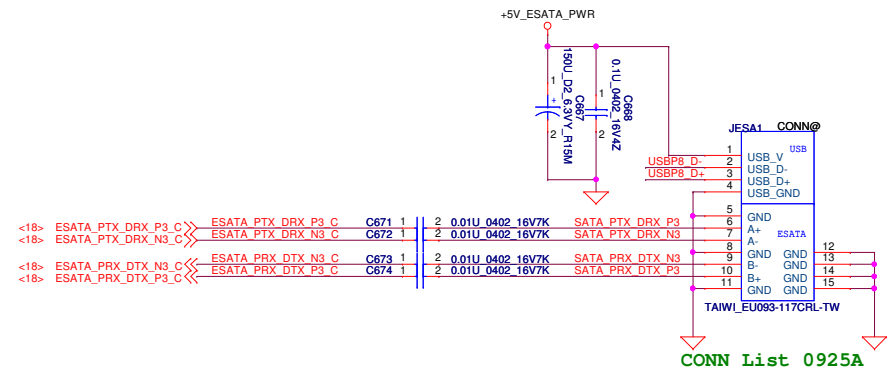 +5V_ESATA_PWR
1
2
150U_D2_6.3VY_R15M
C667
1
2
0.1U_0402_16V4Z
C668
JESA1 CONN@
1 USB_V USB
USBP8_D- 2 USB_D-
USBP8_D+ 3 USB_D+
4 USB_GND
5 GND
<18> ESATA_PTX_DRX_P3_C ESATA_PTX_DRX_P3_C C671 1 2 0.01U_0402_16V7K SATA_PTX_DRX_P3 6 A+
<18> ESATA_PTX_DRX_N3_C ESATA_PTX_DRX_N3_C C672 1 2 0.01U_0402_16V7K SATA_PTX_DRX_N3 7 A- ESATA
8 GND GND 12
<18> ESATA_PRX_DTX_N3_C ESATA_PRX_DTX_N3_C C673 1 2 0.01U_0402_16V7K SATA_PRX_DTX_N3 9 B- GND 13
<18> ESATA_PRX_DTX_P3_C ESATA_PRX_DTX_P3_C C674 1 2 0.01U_0402_16V7K SATA_PRX_DTX_P3 10 B+ GND 14
11 GND GND 15
TAIWI_EU093-117CRL-TW
CONN List 0925A